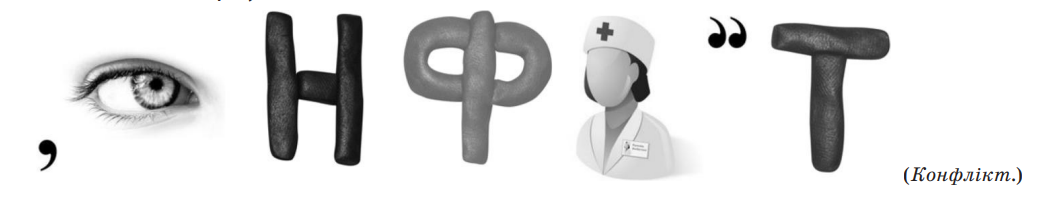 , Н Ф ,, Т (Конфлікт.)